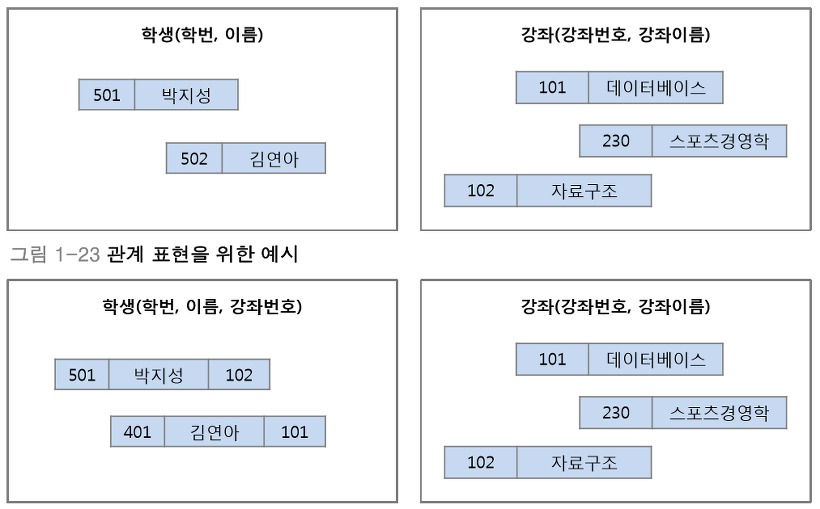 학생(학번, 이름)
501 박지성
502 김연아
강좌(강좌번호, 강좌이름)
101 데이터베이스
230 스포츠경영학
102 자료구조
그림 1-23 관계 표현을 위한 예시
학생(학번, 이름, 강좌번호)
501 박지성 102
401 김연아 101
강좌(강좌번호, 강좌이름)
101 데이터베이스
230 스포츠경영학
102 자료구조